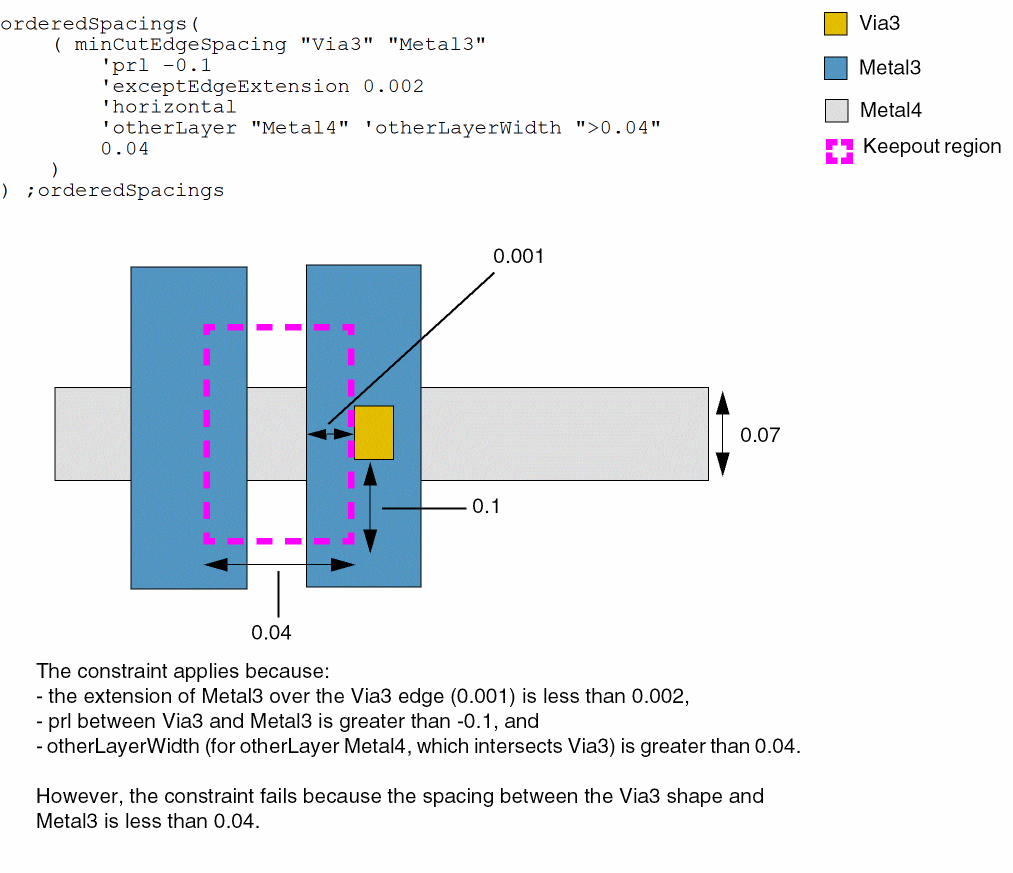 orderedSpacings(
( minCutEdgeSpacing "Via3" "Metal3"
'prl -0.1
'exceptEdgeExtension 0.002
'horizontal
'otherLayer "Metal4" 'otherLayerWidth ">0.04"
0.04
)
) ;orderedSpacings
Via3
Metal3
Metal4
Keepout region
0.001
0.07
0.1
0.04
The constraint applies because:
- the extension of Metal3 over the Via3 edge (0.001) is less than 0.002,
- prl between Via3 and Metal3 is greater than -0.1, and
- otherLayerWidth (for otherLayer Metal4, which intersects Via3) is greater than 0.04.
However, the constraint fails because the spacing between the Via3 shape and
Metal3 is less than 0.04.